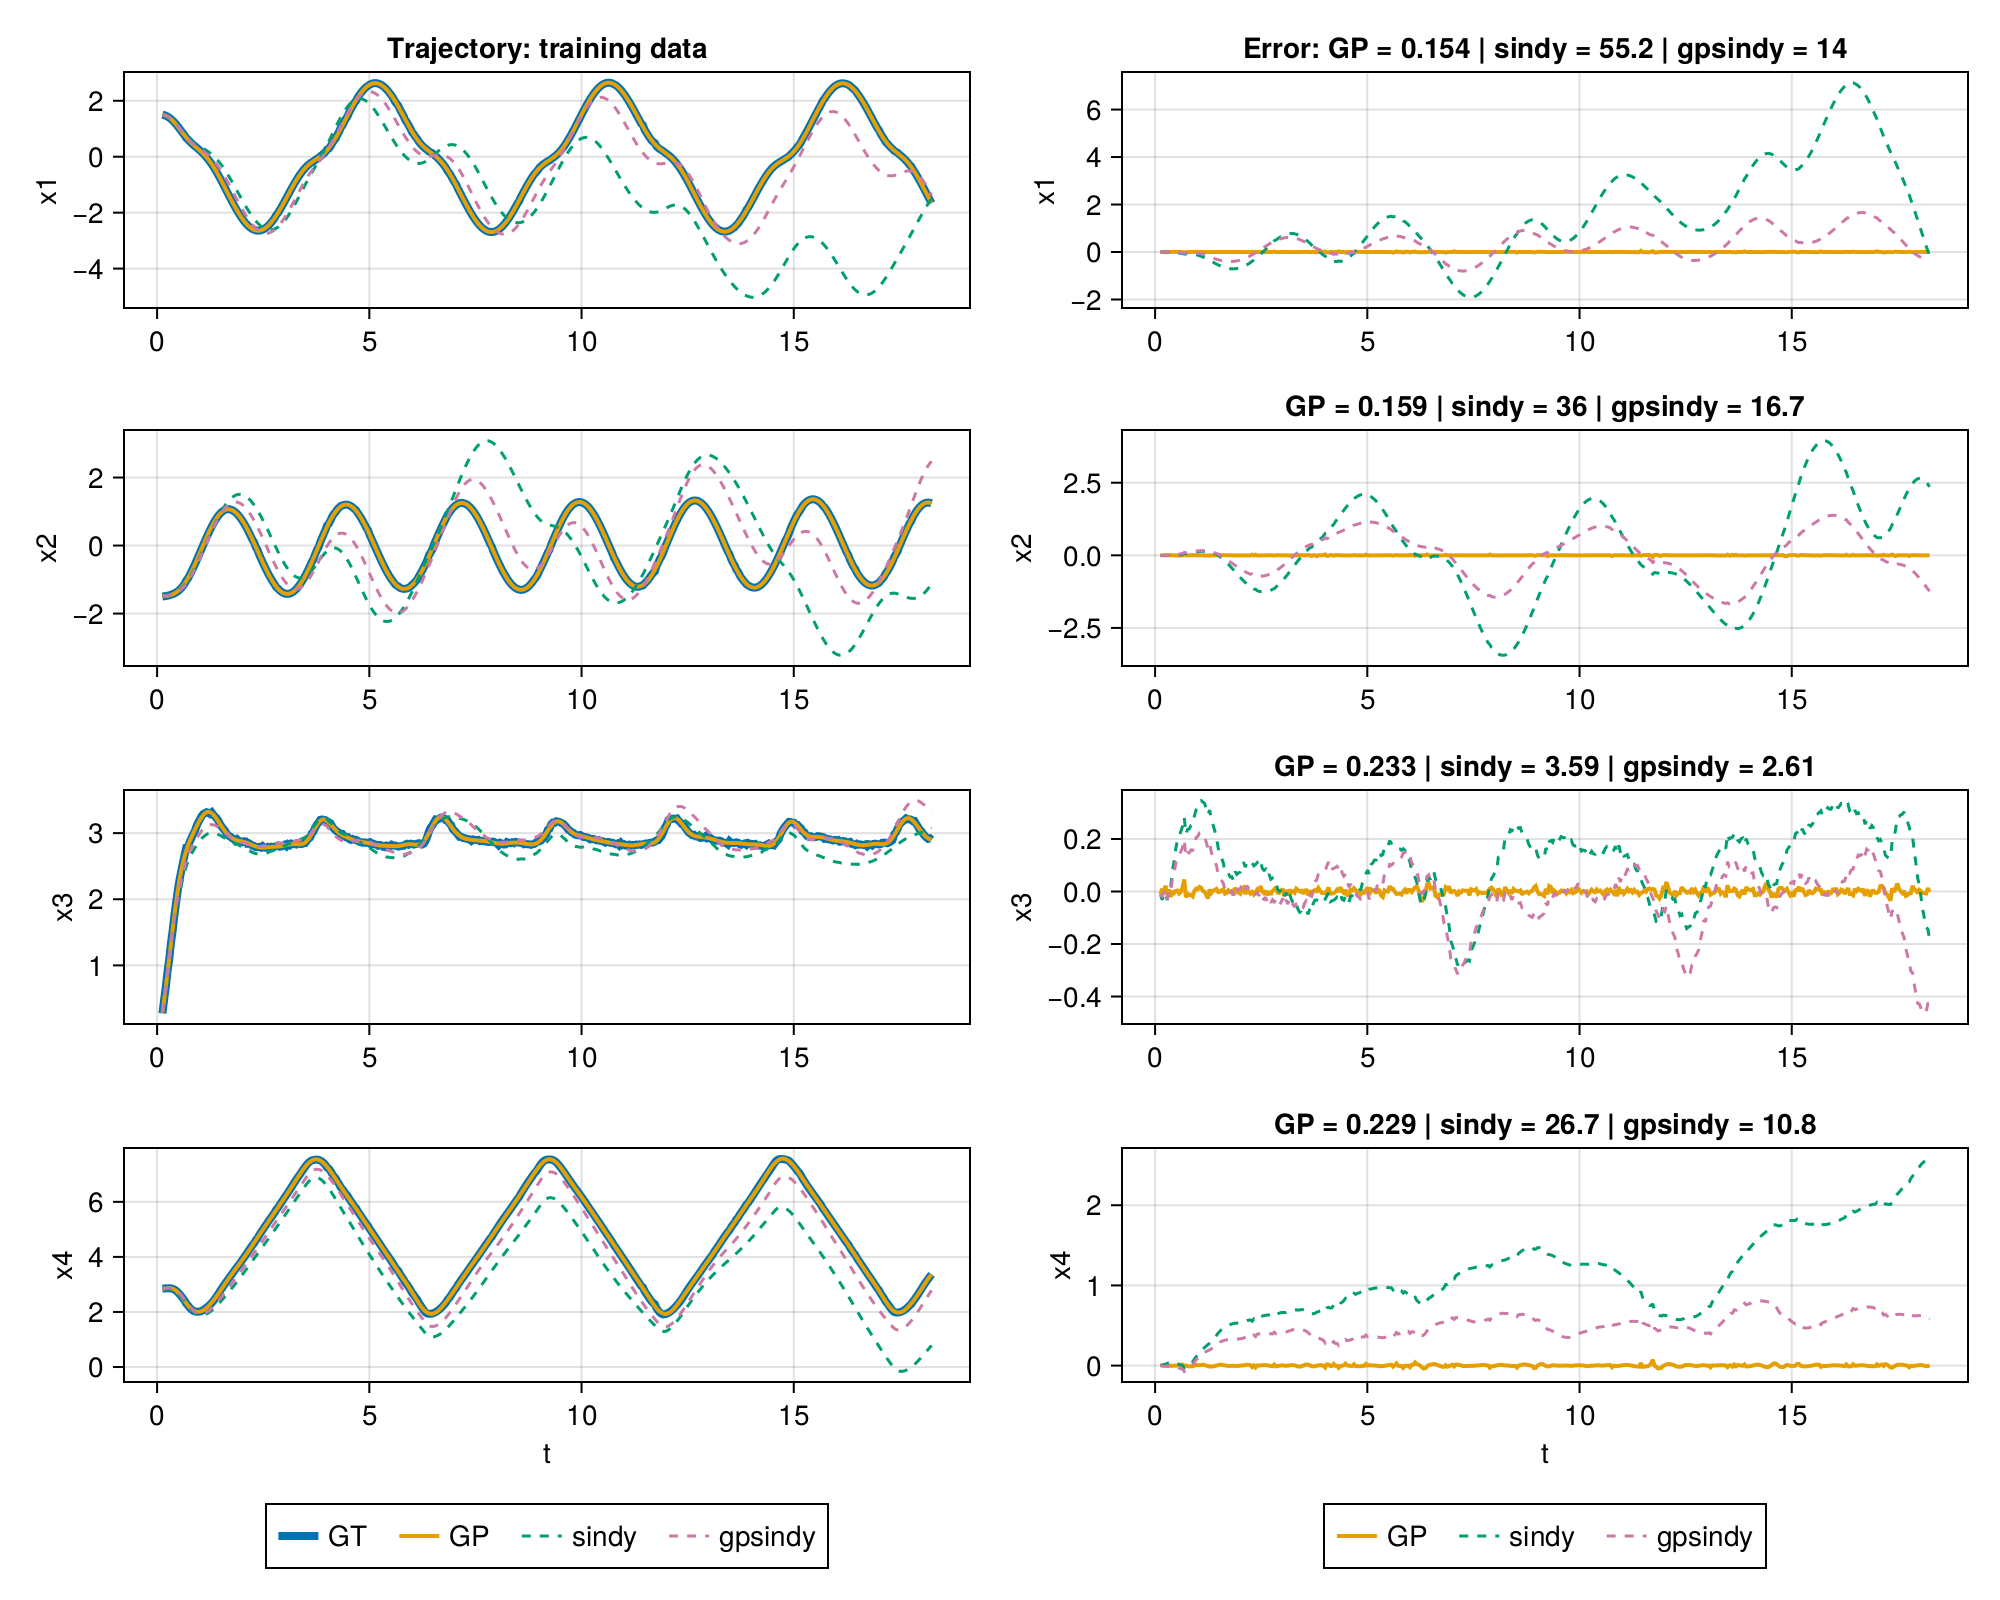 Trajectory: training data
x1
2
0
−2
−4
0 5 10 15
Error: GP = 0.154 | sindy = 55.2 | gpsindy = 14
x1
6
4
2
0
−2
0 5 10 15
x2
2
0
−2
0 5 10 15
GP = 0.159 | sindy = 36 | gpsindy = 16.7
x2
2.5
0.0
−2.5
0 5 10 15
x3
3
2
1
0 5 10 15
GP = 0.233 | sindy = 3.59 | gpsindy = 2.61
x3
0.2
0.0
−0.2
−0.4
0 5 10 15
x4
6
4
2
0
0 5 10 15
t
GP = 0.229 | sindy = 26.7 | gpsindy = 10.8
x4
2
1
0
0 5 10 15
t
GT GP sindy gpsindy
GP sindy gpsindy